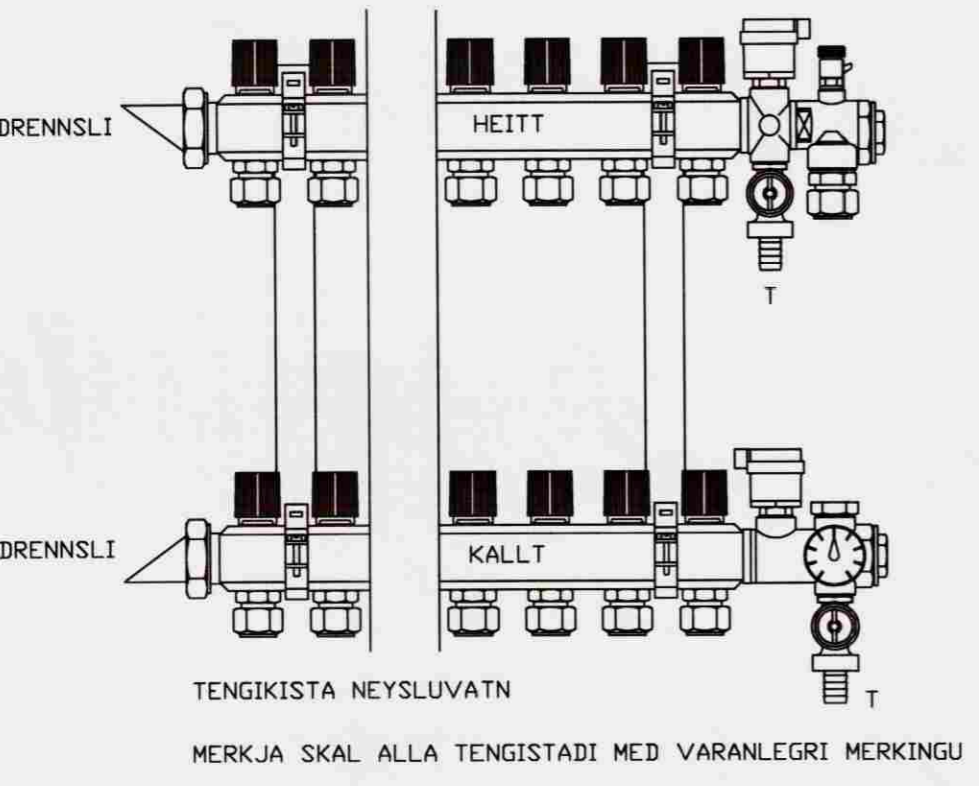 DRENNSLI
HEITT
T
DRENNSLI
KALLT
T
TENGIKISTA NEYSLUVATN
MERKJA SKAL ALLA TENGISTADI MED VARANLEGRI MERKINGU